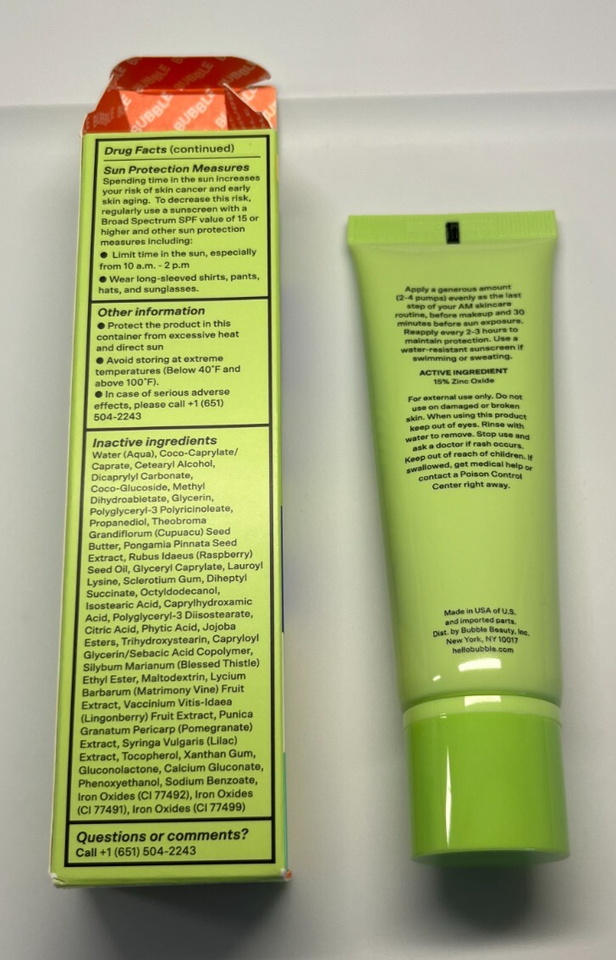 BUBBLE
BUBBLE
BUBBLE
BUBBLE
Drug Facts (continued)
Sun Protection Measures
Spending time in the sun increases
your risk of skin cancer and early
skin aging. To decrease this risk,
regularly use a sunscreen with a
Broad Spectrum SPF value of 15 or
higher and other sun protection
measures including:
● Limit time in the sun, especially
from 10 a.m. - 2 p.m
● Wear long-sleeved shirts, pants,
hats, and sunglasses.
Other information
● Protect the product in this
container from excessive heat
and direct sun
● Avoid storing at extreme
temperatures (Below 40°F and
above 100°F).
● In case of serious adverse
effects, please call +1 (651)
504-2243
Inactive ingredients
Water (Aqua), Coco-Caprylate/
Caprate, Cetearyl Alcohol,
Dicaprylyl Carbonate,
Coco-Glucoside, Methyl
Dihydroabietate, Glycerin,
Polyglyceryl-3 Polyricinoleate,
Propanediol, Theobroma
Grandiflorum (Cupuacu) Seed
Butter, Pongamia Pinnata Seed
Extract, Rubus Idaeus (Raspberry)
Seed Oil, Glyceryl Caprylate, Lauroyl
Lysine, Sclerotium Gum, Diheptyl
Succinate, Octyldodecanol,
Isostearic Acid, Caprylhydroxamic
Acid, Polyglyceryl-3 Diisostearate,
Citric Acid, Phytic Acid, Jojoba
Esters, Trihydroxystearin, Capryloyl
Glycerin/Sebacic Acid Copolymer,
Silybum Marianum (Blessed Thistle)
Ethyl Ester, Maltodextrin, Lycium
Barbarum (Matrimony Vine) Fruit
Extract, Vaccinium Vitis-Idaea
(Lingonberry) Fruit Extract, Punica
Granatum Pericarp (Pomegranate)
Extract, Syringa Vulgaris (Lilac)
Extract, Tocopherol, Xanthan Gum,
Gluconolactone, Calcium Gluconate,
Phenoxyethanol, Sodium Benzoate,
Iron Oxides (CI 77492), Iron Oxides
(CI 77491), Iron Oxides (CI 77499)
Questions or comments?
Call +1 (651) 504-2243
Apply a generous amount
(2-4 pumps) evenly as the last
step of your AM skincare
routine, before makeup and 30
minutes before sun exposure.
Reapply every 2-3 hours to
maintain protection. Use a
water-resistant sunscreen if
swimming or sweating.
ACTIVE INGREDIENT
15% Zinc Oxide
For external use only. Do not
use on damaged or broken
skin. When using this product
keep out of eyes. Rinse with
water to remove. Stop use and
ask a doctor if rash occurs.
Keep out of reach of children. If
swallowed, get medical help or
contact a Poison Control
Center right away.
Made in USA of U.S.
and imported parts.
Dist. by Bubble Beauty, Inc.
New York, NY 10017
hellobubble.com